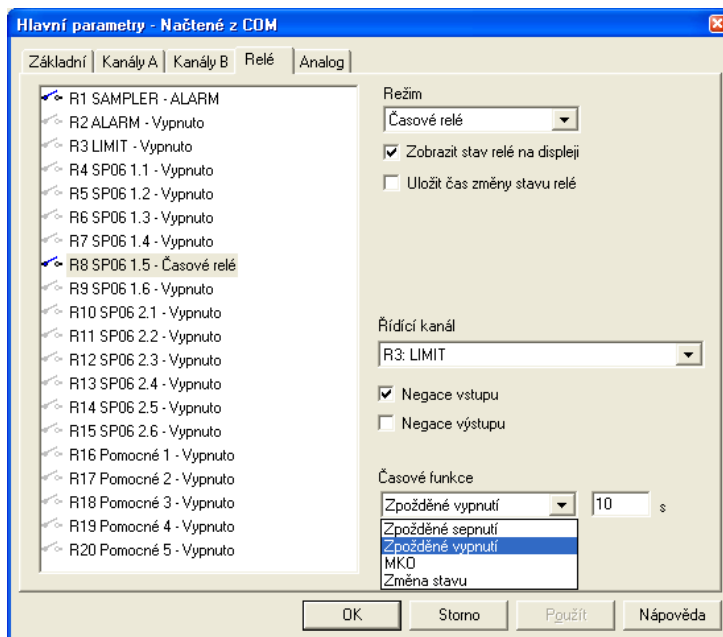 Hlavní parametry - Načtené z COM
Základní
Kanály A
Kanály B
Relé
Analog
R1 SAMPLER - ALARM
R2 ALARM - Vypnuto
R3 LIMIT - Vypnuto
R4 SP06 1.1 - Vypnuto
R5 SP06 1.2 - Vypnuto
R6 SP06 1.3 - Vypnuto
R7 SP06 1.4 - Vypnuto
R8 SP06 1.5 - Časové relé
R9 SP06 1.6 - Vypnuto
R10 SP06 2.1 - Vypnuto
R11 SP06 2.2 - Vypnuto
R12 SP06 2.3 - Vypnuto
R13 SP06 2.4 - Vypnuto
R14 SP06 2.5 - Vypnuto
R15 SP06 2.6 - Vypnuto
R16 Pomocné 1 - Vypnuto
R17 Pomocné 2 - Vypnuto
R18 Pomocné 3 - Vypnuto
R19 Pomocné 4 - Vypnuto
R20 Pomocné 5 - Vypnuto
Režim
Časové relé
Zobrazit stav relé na displeji
Uložit čas změny stavu relé
Řídící kanál
R3: LIMIT
Negace vstupu
Negace výstupu
Časové funkce
Zpožděné vypnutí
10 s
Zpožděné sepnutí
Zpožděné vypnutí
MKO
Změna stavu
OK
Storno
Použít
Nápověda